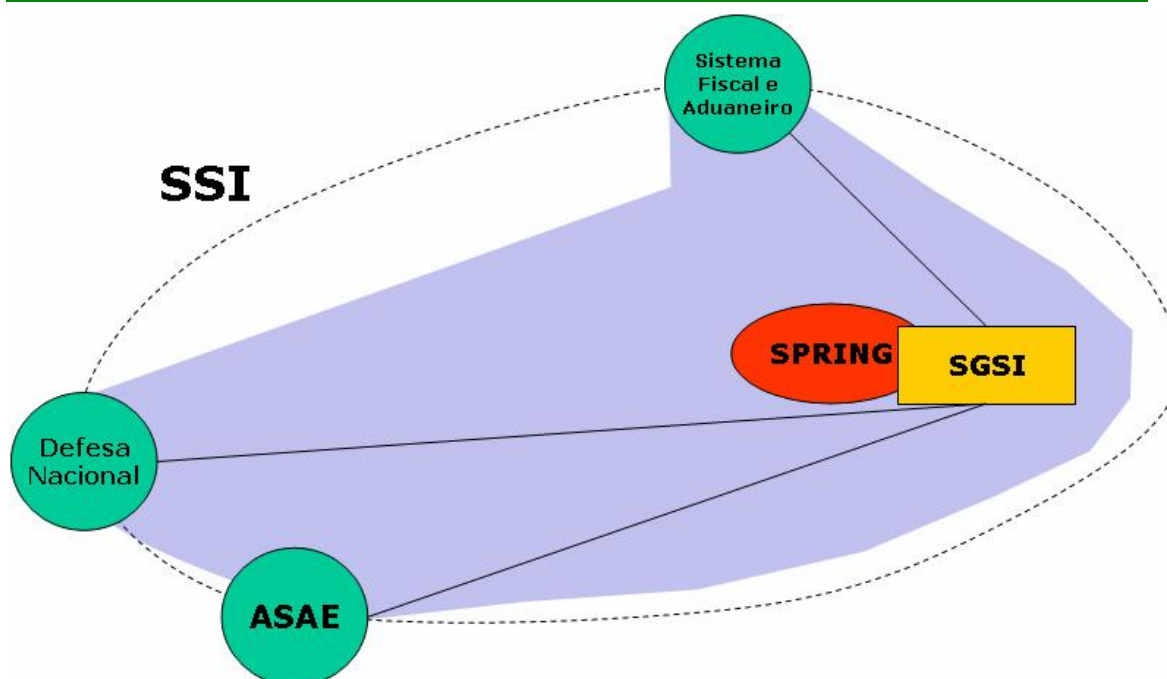 Sistema
Fiscal e
Aduaneiro
SSI
SPRING
SGSI
Defesa
Nacional
ASAE